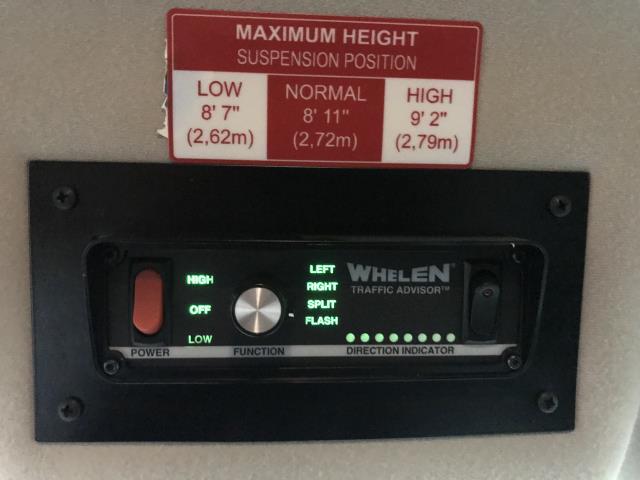 MAXIMUM HEIGHT
SUSPENSION POSITION
LOW
8' 7"
(2,62m)
NORMAL
8' 11"
(2,72m)
HIGH
9' 2"
(2,79m)
HIGH
OFF
LOW
POWER
FUNCTION
LEFT
RIGHT
SPLIT
FLASH
WHELEN®
TRAFFIC ADVISOR™
DIRECTION INDICATOR